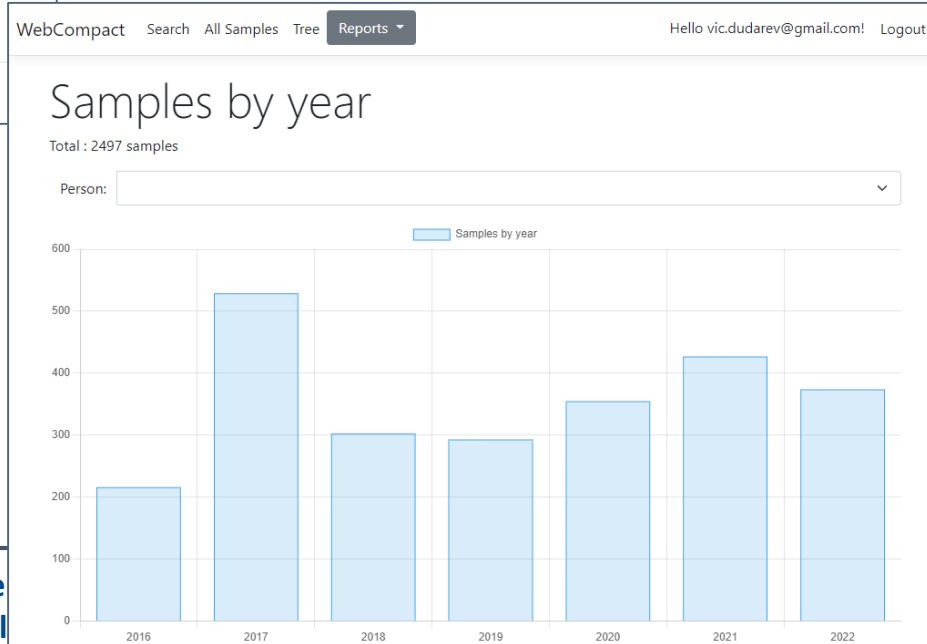 WebCompact Search All Samples Tree Reports Hello vic.dudarev@gmail.com! Logout
Samples by year
Total : 2497 samples
Person:
Samples by year
600
500
400
300
200
100
0
2016 2017 2018 2019 2020 2021 2022